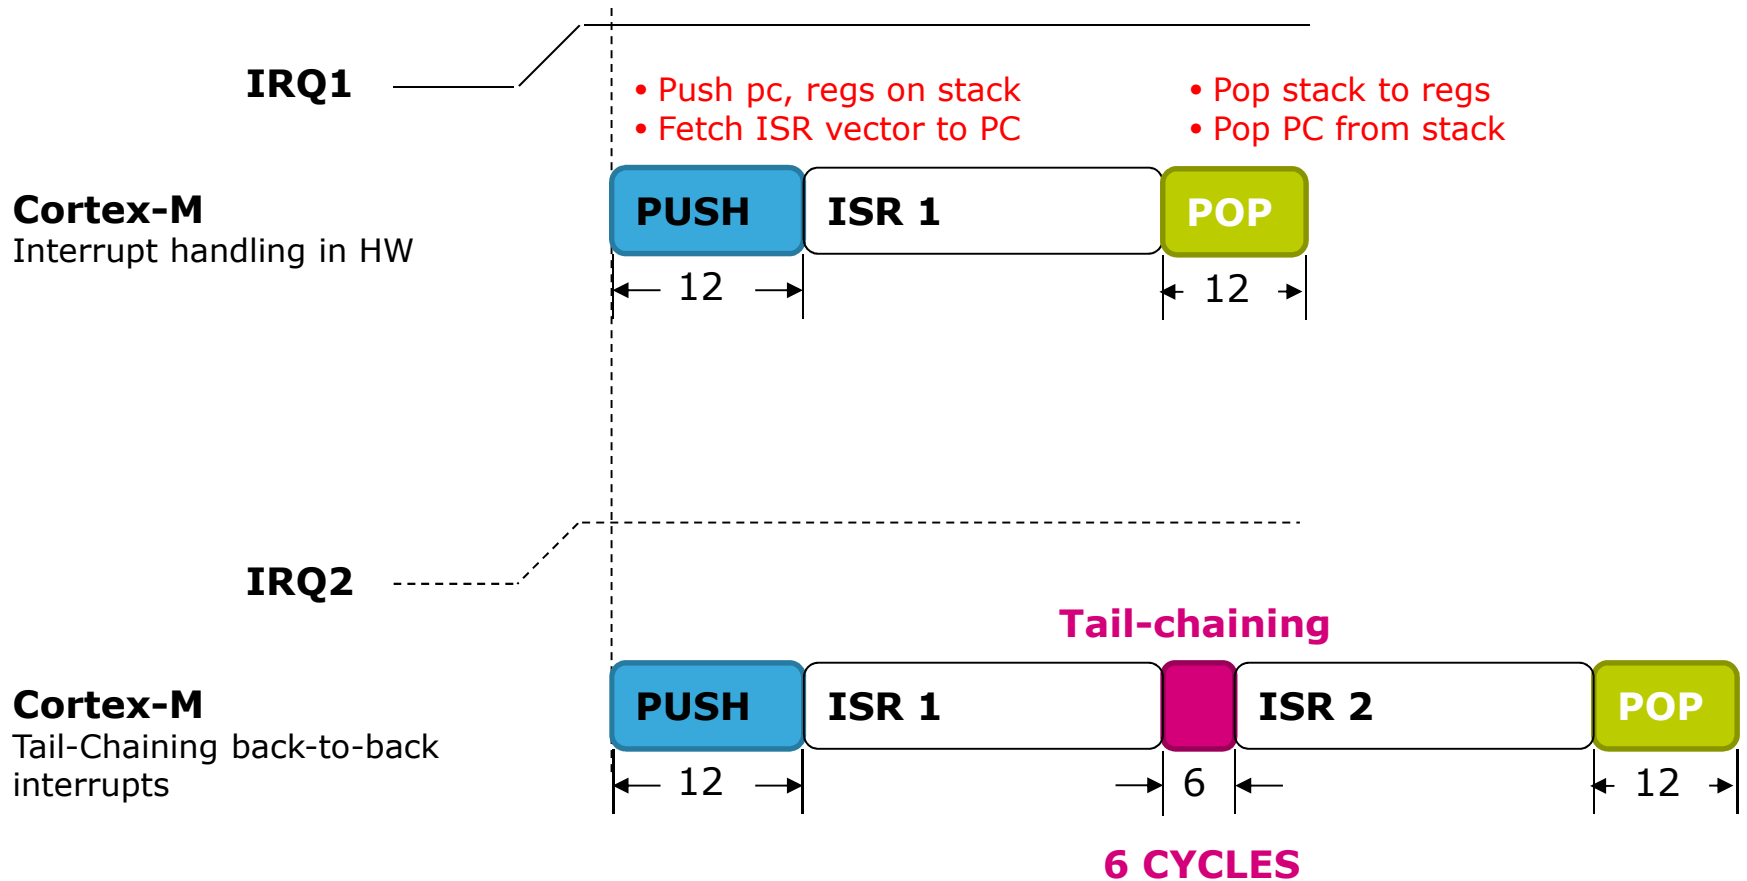 IRQ1
• Push pc, regs on stack
• Fetch ISR vector to PC
• Pop stack to regs
• Pop PC from stack
Cortex-M
Interrupt handling in HW
PUSH
ISR 1
POP
12
12
IRQ2
Tail-chaining
Cortex-M
Tail-Chaining back-to-back
interrupts
PUSH
ISR 1
ISR 2
POP
12
6
12
6 CYCLES